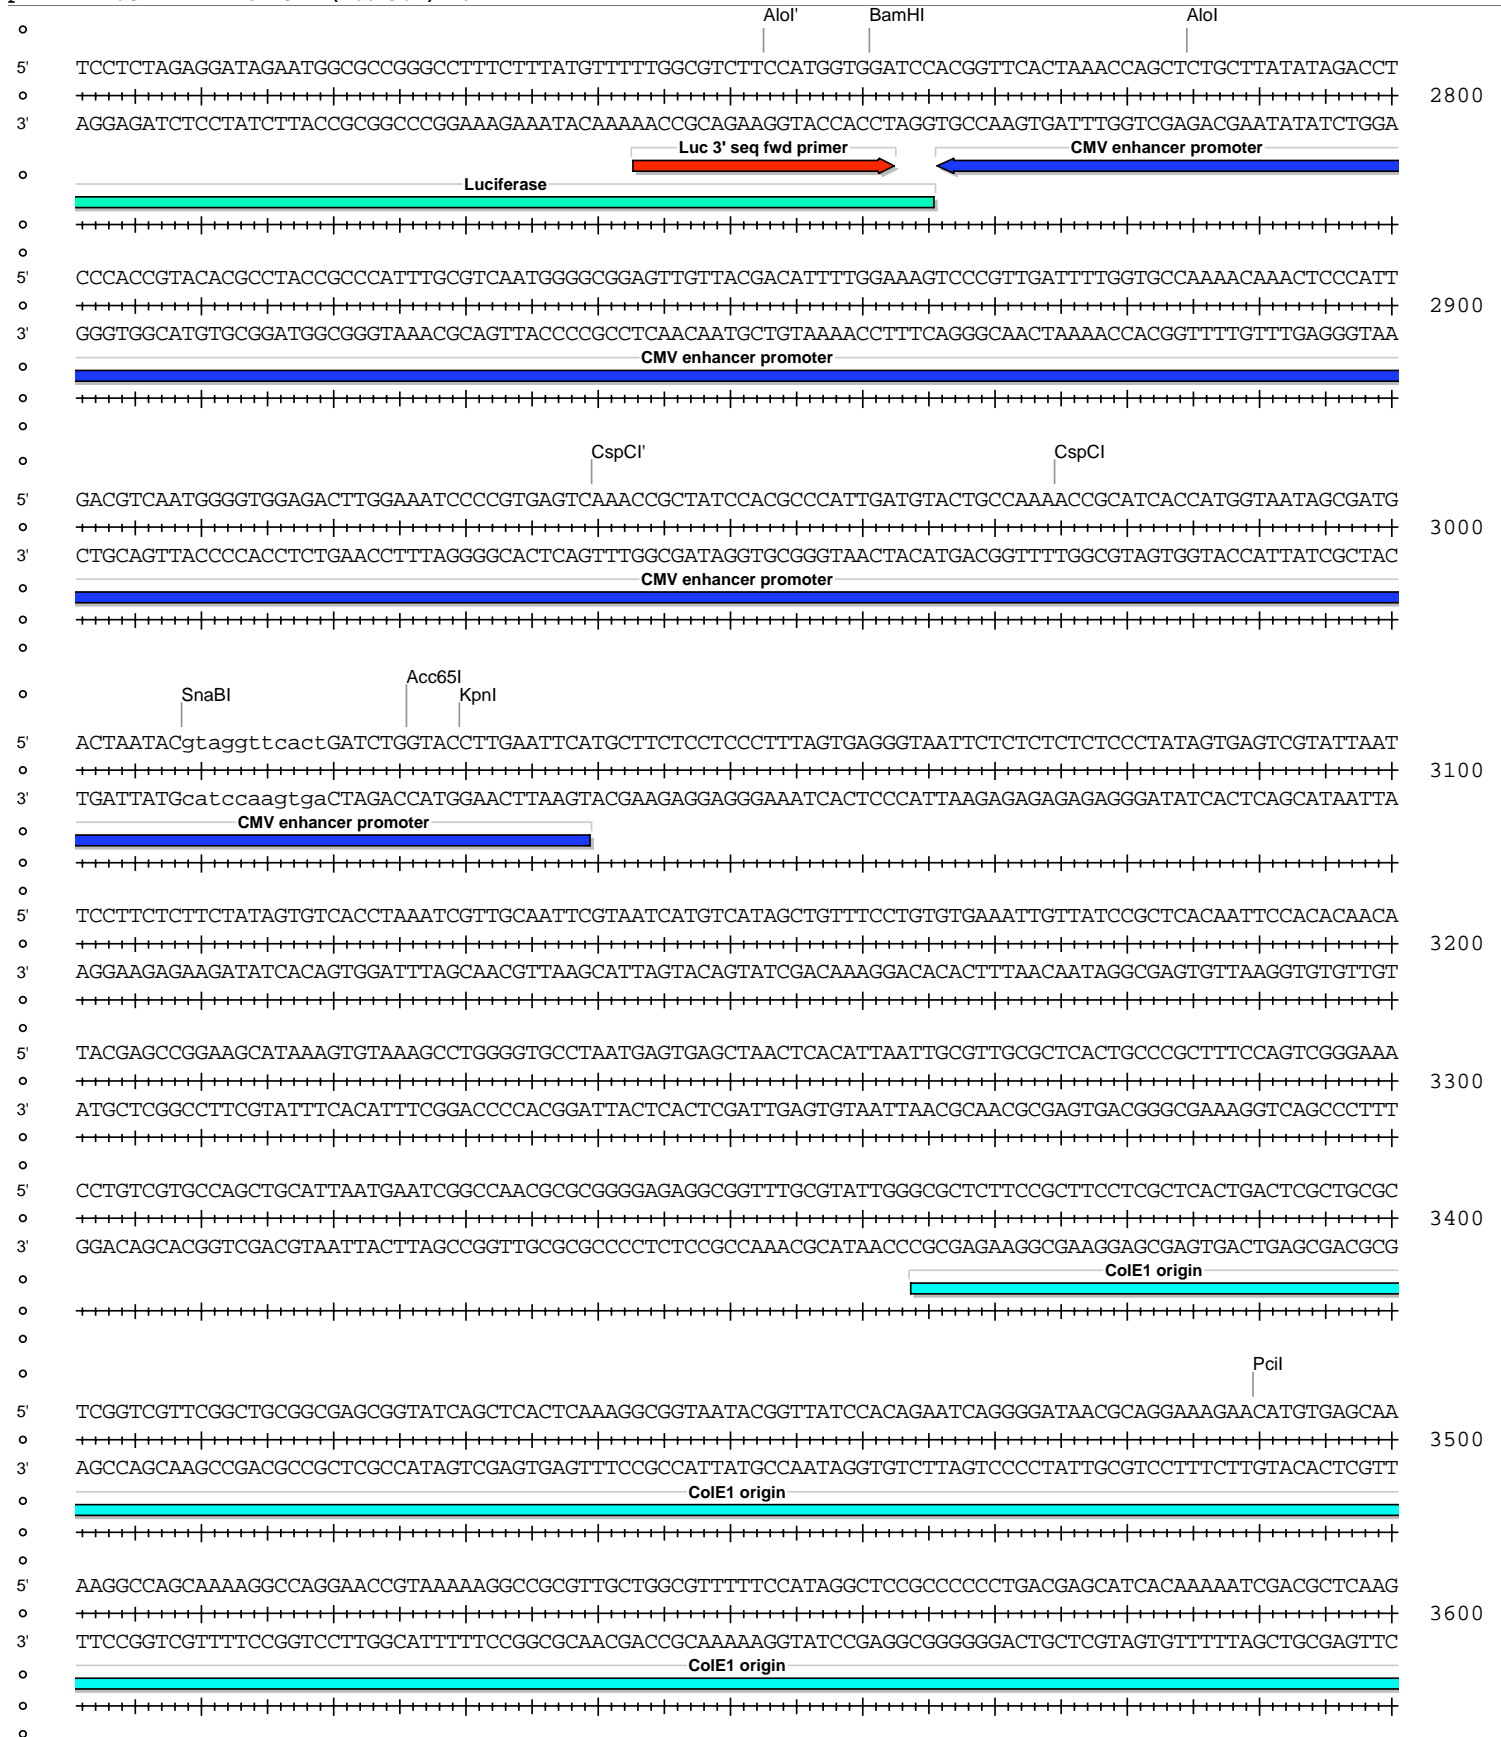 AloI' BamHI AloI
5' TCCTCTAGAGGATAGAATGGCGCCGGGCCTTTCTTTATGTTTTTGGCGTCTTCCATGGTGGATCCACGGTTCACTAAACCAGCTCTGCTTATATAGACCT
2800
3' AGGAGATCTCCTATCTTACCGCGGCCCGGAAAGAAATACAAAAACCGCAGAAGGTACCACCTAGGTGCCAAGTGATTTGGTCGAGACGAATATATCTGGA
Luc 3' seq fwd primer CMV enhancer promoter
Luciferase
5' CCCACCGTACACGCCTACCGCCCATTTGCGTCAATGGGGCGGAGTTGTTACGACATTTTGGAAAGTCCCGTTGATTTTGGTGCCAAAACAAACTCCCATT
2900
3' GGGTGGCATGTGCGGATGGCGGGTAAACGCAGTTACCCCGCCTCAACAATGCTGTAAAACCTTTCAGGGCAACTAAAACCACGGTTTTGTTTGAGGGTAA
CMV enhancer promoter
CspCI' CspCI
5' GACGTCAATGGGGTGGAGACTTGGAAATCCCCGTGAGTCAAACCGCTATCCACGCCCATTGATGTACTGCCAAAACCGCATCACCATGGTAATAGCGATG
3000
3' CTGCAGTTACCCCACCTCTGAACCTTTAGGGGCACTCAGTTTGGCGATAGGTGCGGGTAACTACATGACGGTTTTGGCGTAGTGGTACCATTATCGCTAC
CMV enhancer promoter
SnaBI Acc65I KpnI
5' ACTAATACgtaggttcactGATCTGGTACCTTGAATTCATGCTTCTCCTCCCTTTAGTGAGGGTAATTCTCTCTCTCTCCCTATAGTGAGTCGTATTAAT
3100
3' TGATTATGcatccaagtgaCTAGACCATGGAACTTAAGTACGAAGAGGAGGGAAATCACTCCCATTAAGAGAGAGAGAGGGATATCACTCAGCATAATTA
CMV enhancer promoter
5' TCCTTCTCTTCTATAGTGTCACCTAAATCGTTGCAATTCGTAATCATGTCATAGCTGTTTCCTGTGTGAAATTGTTATCCGCTCACAATTCCACACAACA
3200
3' AGGAAGAGAAGATATCACAGTGGATTTAGCAACGTTAAGCATTAGTACAGTATCGACAAAGGACACACTTTAACAATAGGCGAGTGTTAAGGTGTGTTGT
5' TACGAGCCGGAAGCATAAAGTGTAAAGCCTGGGGTGCCTAATGAGTGAGCTAACTCACATTAATTGCGTTGCGCTCACTGCCCGCTTTCCAGTCGGGAAA
3300
3' ATGCTCGGCCTTCGTATTTCACATTTCGGACCCCACGGATTACTCACTCGATTGAGTGTAATTAACGCAACGCGAGTGACGGGCGAAAGGTCAGCCCTTT
5' CCTGTCGTGCCAGCTGCATTAATGAATCGGCCAACGCGCGGGGAGAGGCGGTTTGCGTATTGGGCGCTCTTCCGCTTCCTCGCTCACTGACTCGCTGCGC
3400
3' GGACAGCACGGTCGACGTAATTACTTAGCCGGTTGCGCGCCCCTCTCCGCCAAACGCATAACCCGCGAGAAGGCGAAGGAGCGAGTGACTGAGCGACGCG
ColE1 origin
PciI
5' TCGGTCGTTCGGCTGCGGCGAGCGGTATCAGCTCACTCAAAGGCGGTAATACGGTTATCCACAGAATCAGGGGATAACGCAGGAAAGAACATGTGAGCAA
3500
3' AGCCAGCAAGCCGACGCCGCTCGCCATAGTCGAGTGAGTTTCCGCCATTATGCCAATAGGTGTCTTAGTCCCCTATTGCGTCCTTTCTTGTACACTCGTT
ColE1 origin
5' AAGGCCAGCAAAAGGCCAGGAACCGTAAAAAGGCCGCGTTGCTGGCGTTTTTCCATAGGCTCCGCCCCCCTGACGAGCATCACAAAAATCGACGCTCAAG
3600
3' TTCCGGTCGTTTTCCGGTCCTTGGCATTTTTCCGGCGCAACGACCGCAAAAAGGTATCCGAGGCGGGGGGACTGCTCGTAGTGTTTTTAGCTGCGAGTTC
ColE1 origin